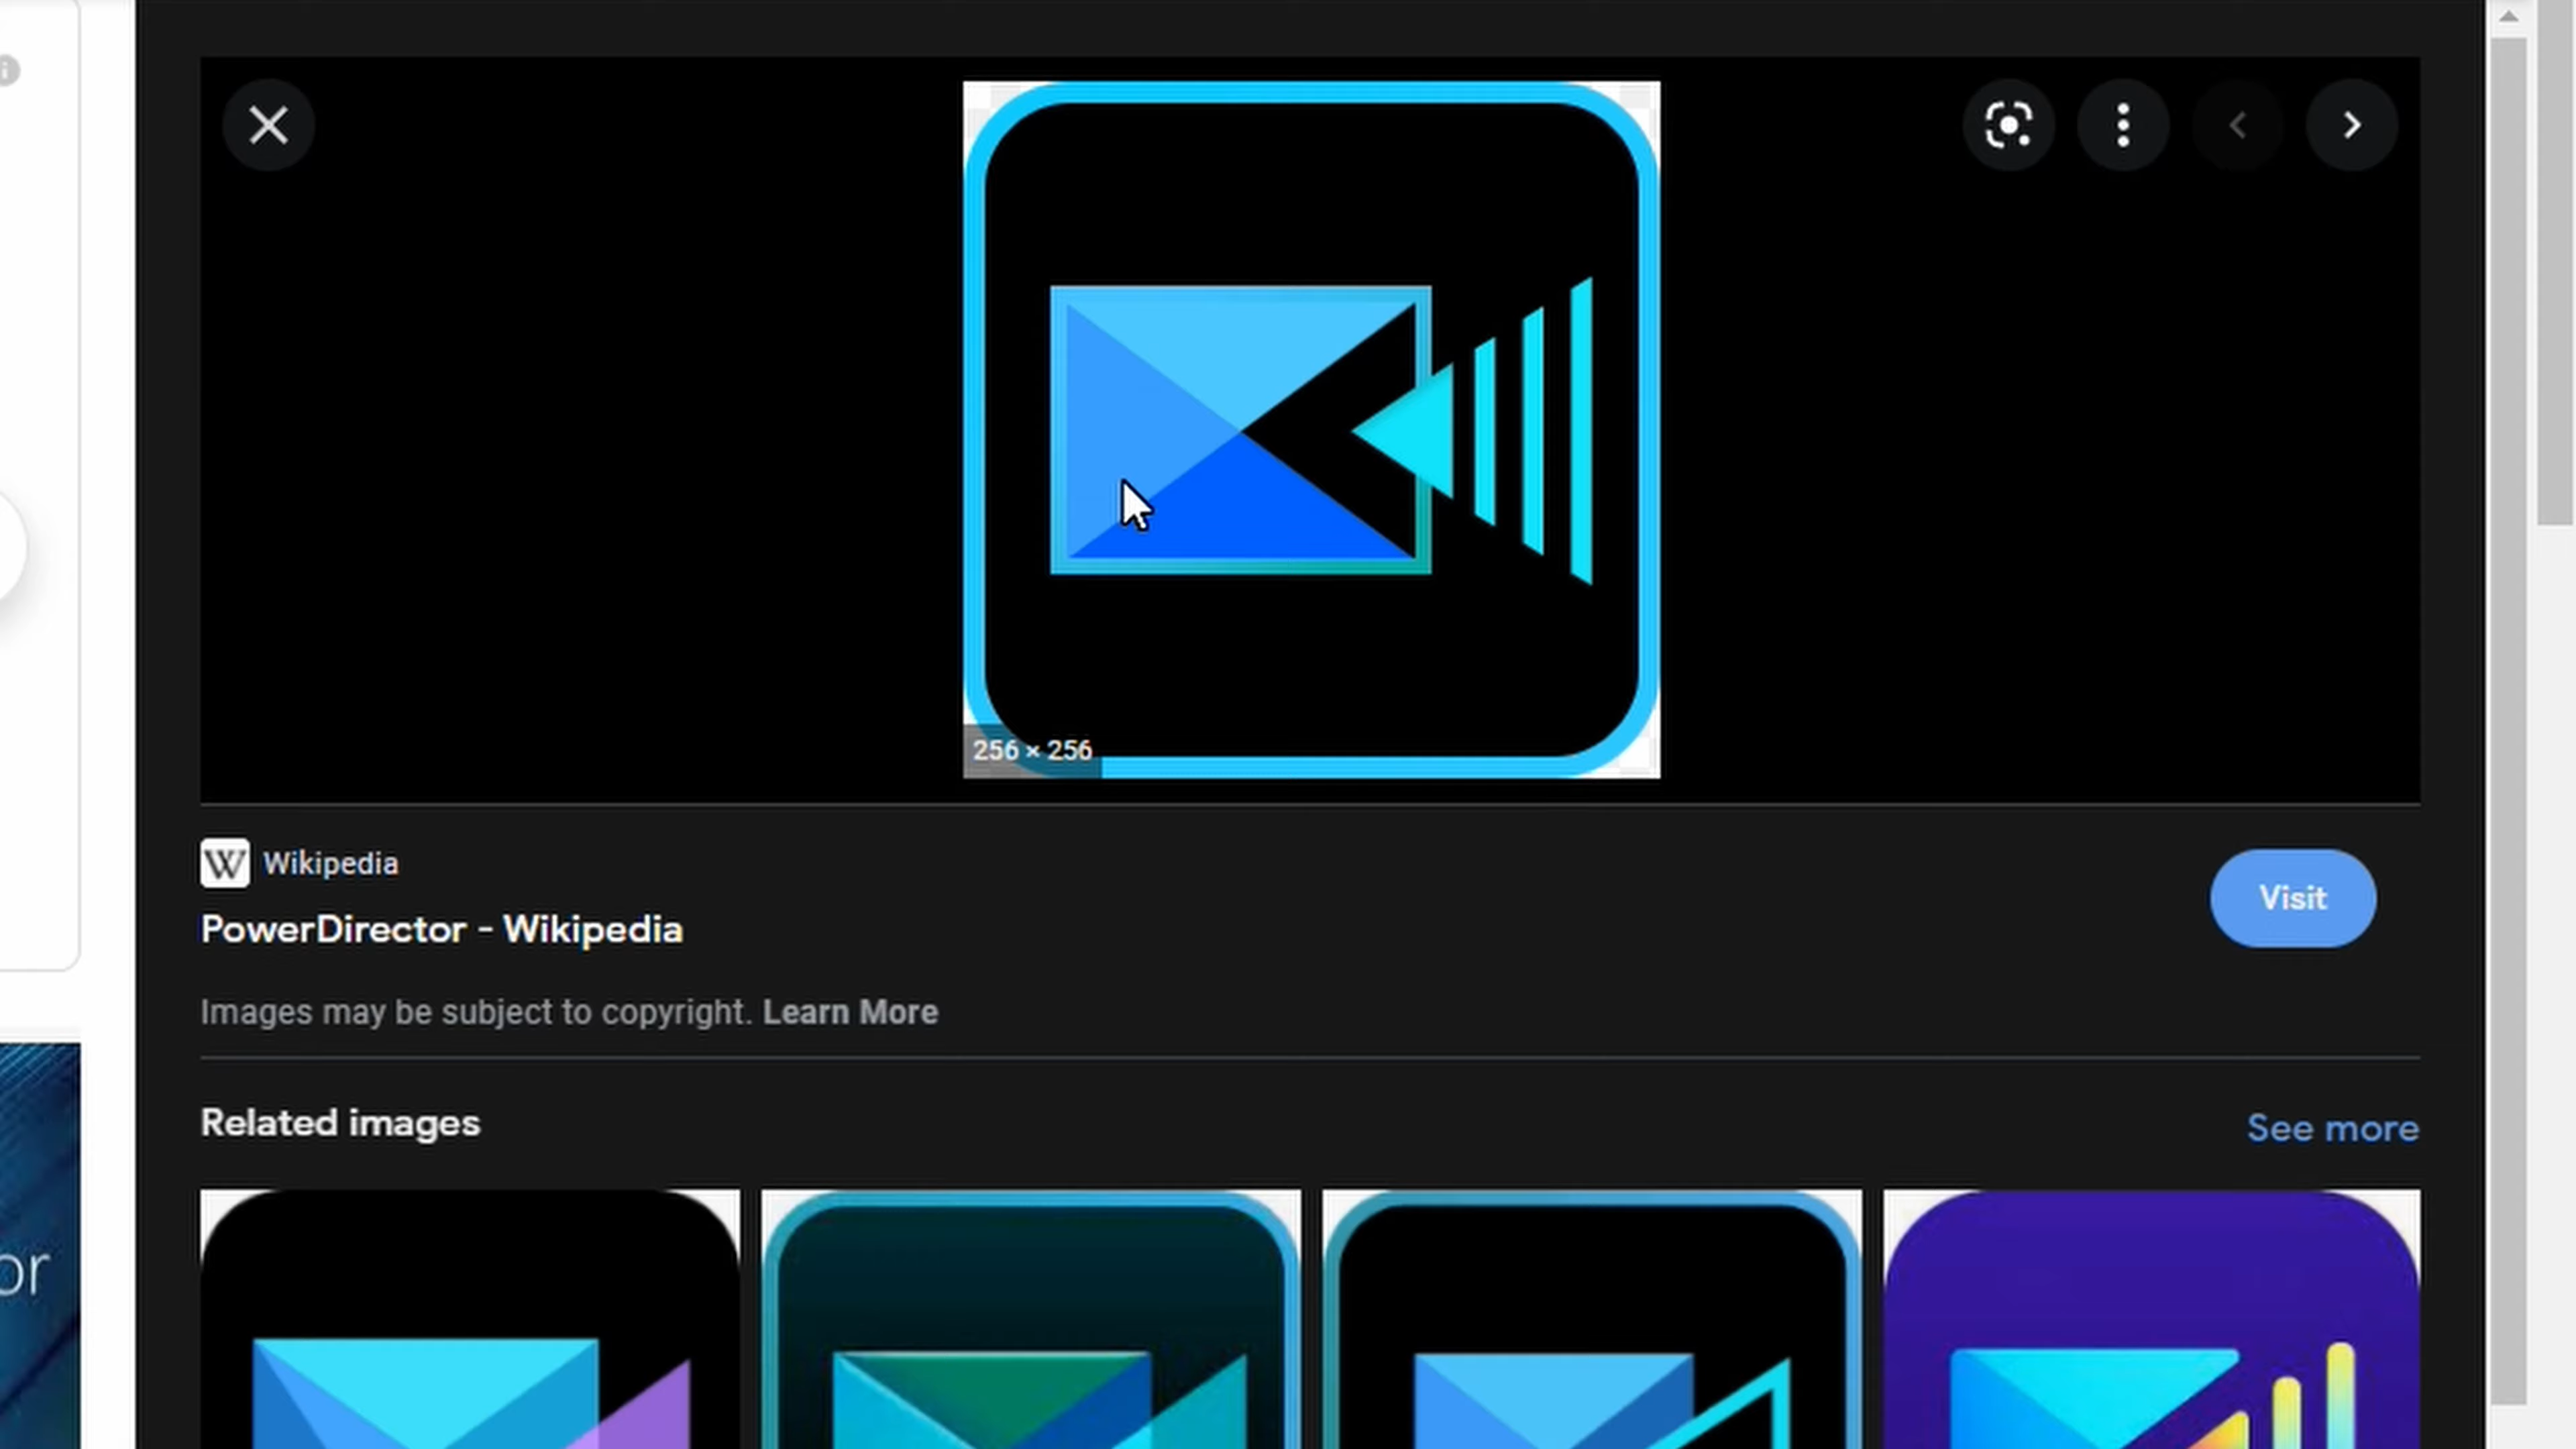 256 × 256
W Wikipedia
PowerDirector - Wikipedia
Visit
Images may be subject to copyright. Learn More
Related images
See more
or